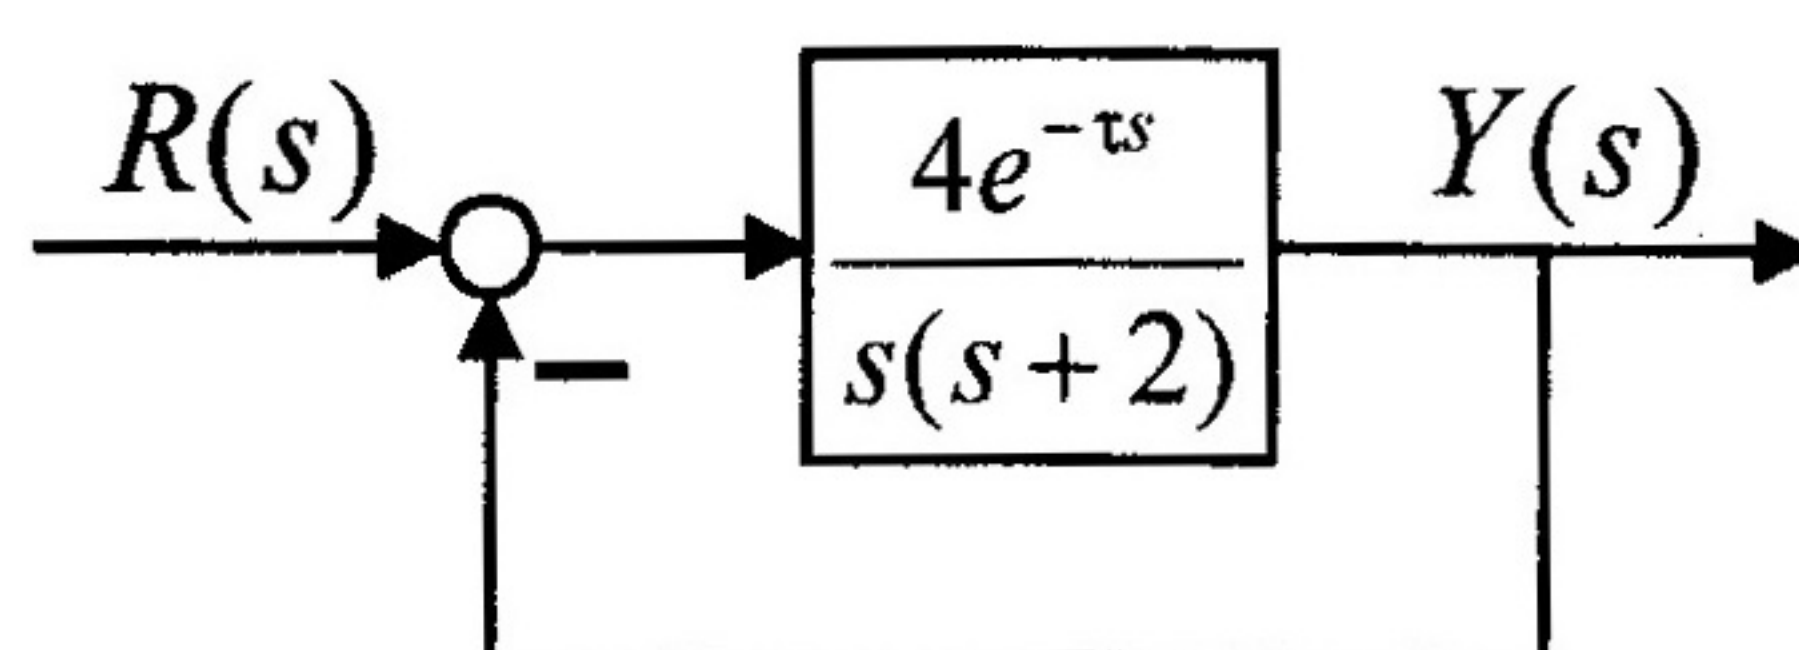 R(s)
4e^{-τs}
Y(s)
s(s + 2)
−